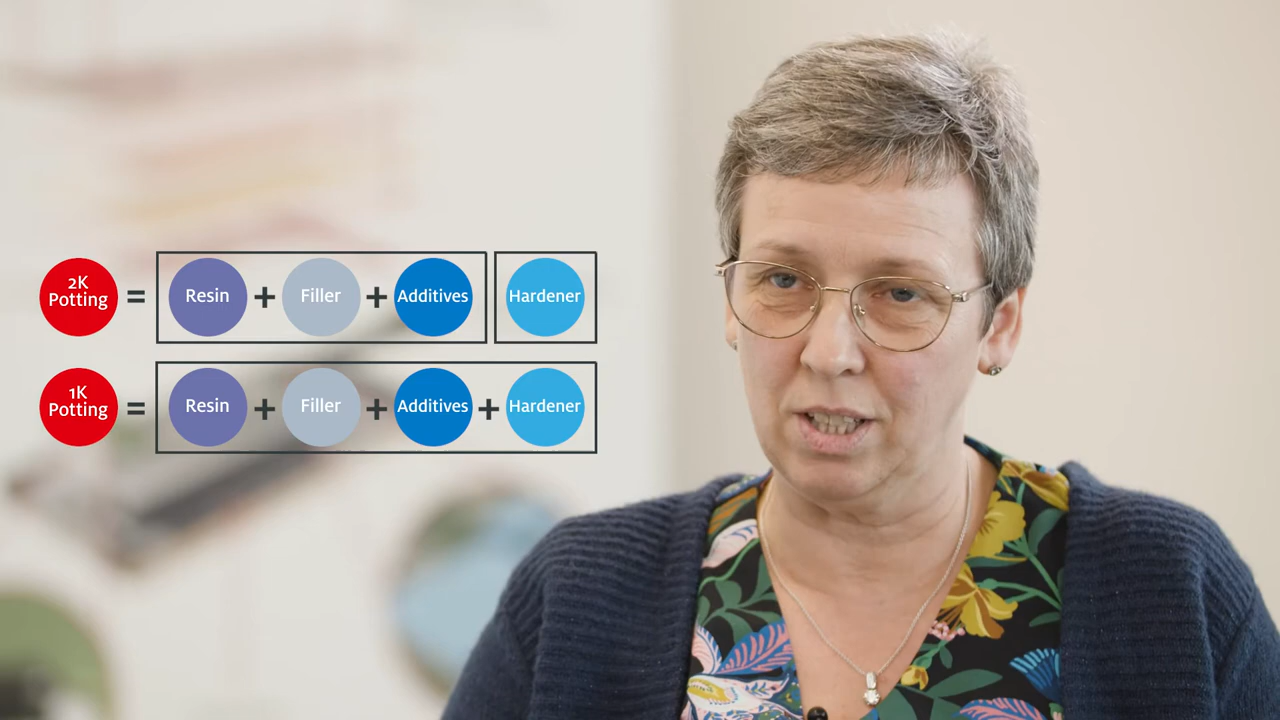 2K
Potting
=
Resin
+
Filler
+
Additives
Hardener
1K
Potting
=
Resin
+
Filler
+
Additives
+
Hardener